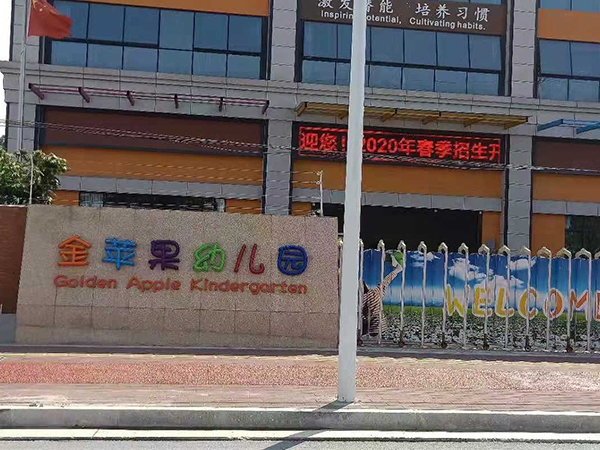 激发潜能 · 培养习惯
Inspiring potential, Cultivating habits.
迎您！2020年春季招生开
金苹果幼儿园
Golden Apple Kindergarten
WELCOME